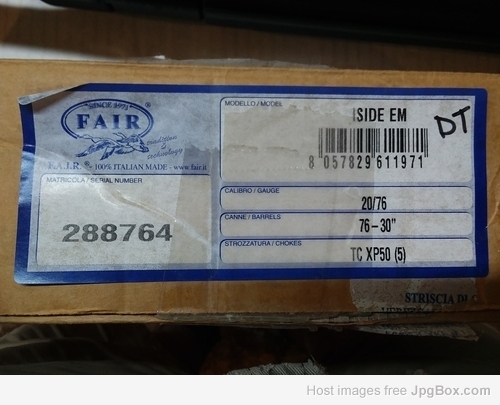 SINCE 1971
FAIR ®
tradition & technology
F.A.I.R.® - 100% ITALIAN MADE - www.fair.it
MATRICOLA / SERIAL NUMBER
288764
MODELLO / MODEL
ISIDE EM
8 057829 611971
DT
CALIBRO / GAUGE
20/76
CANNE / BARRELS
76-30"
STROZZATURA / CHOKES
TC XP50 (5)
STRISCIA DI
Host images free JpgBox.com